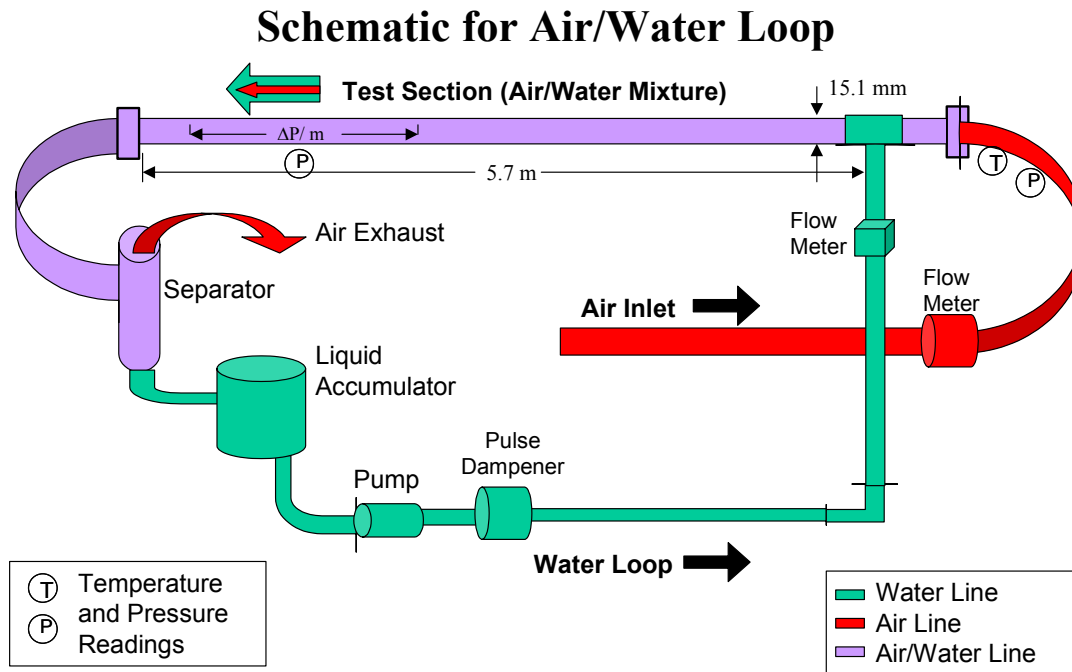 Schematic for Air/Water Loop
Test Section (Air/Water Mixture)
15.1 mm
ΔP/ m
P
5.7 m
T
P
Flow
Meter
Air Exhaust
Separator
Air Inlet
Flow
Meter
Liquid
Accumulator
Pulse
Dampener
Pump
Water Loop
T
P
Temperature
and Pressure
Readings
Water Line
Air Line
Air/Water Line